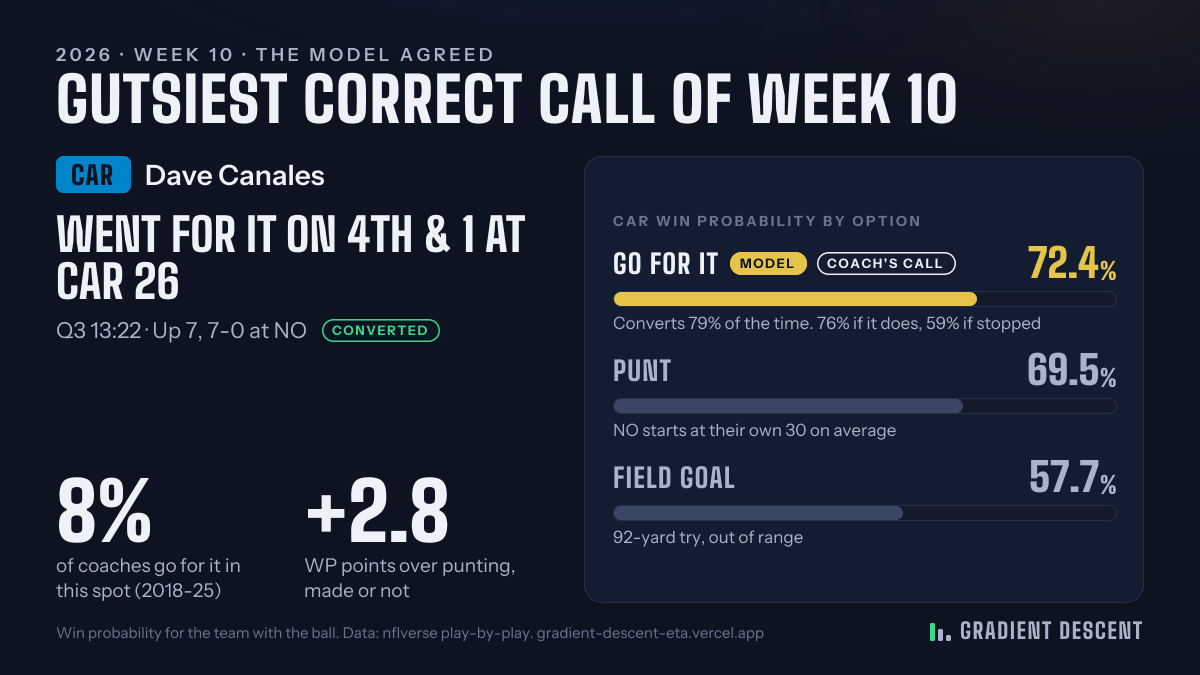 2026 · WEEK 10 · THE MODEL AGREED
GUTSIEST CORRECT CALL OF WEEK 10
CAR Dave Canales
WENT FOR IT ON 4TH & 1 AT
CAR 26
Q3 13:22 · Up 7, 7-0 at NO CONVERTED
8%
of coaches go for it in
this spot (2018-25)
+2.8
WP points over punting,
made or not
CAR WIN PROBABILITY BY OPTION
GO FOR IT MODEL COACH'S CALL 72.4%
Converts 79% of the time. 76% if it does, 59% if stopped
PUNT 69.5%
NO starts at their own 30 on average
FIELD GOAL 57.7%
92-yard try, out of range
Win probability for the team with the ball. Data: nflverse play-by-play. gradient-descent-eta.vercel.app
GRADIENT DESCENT